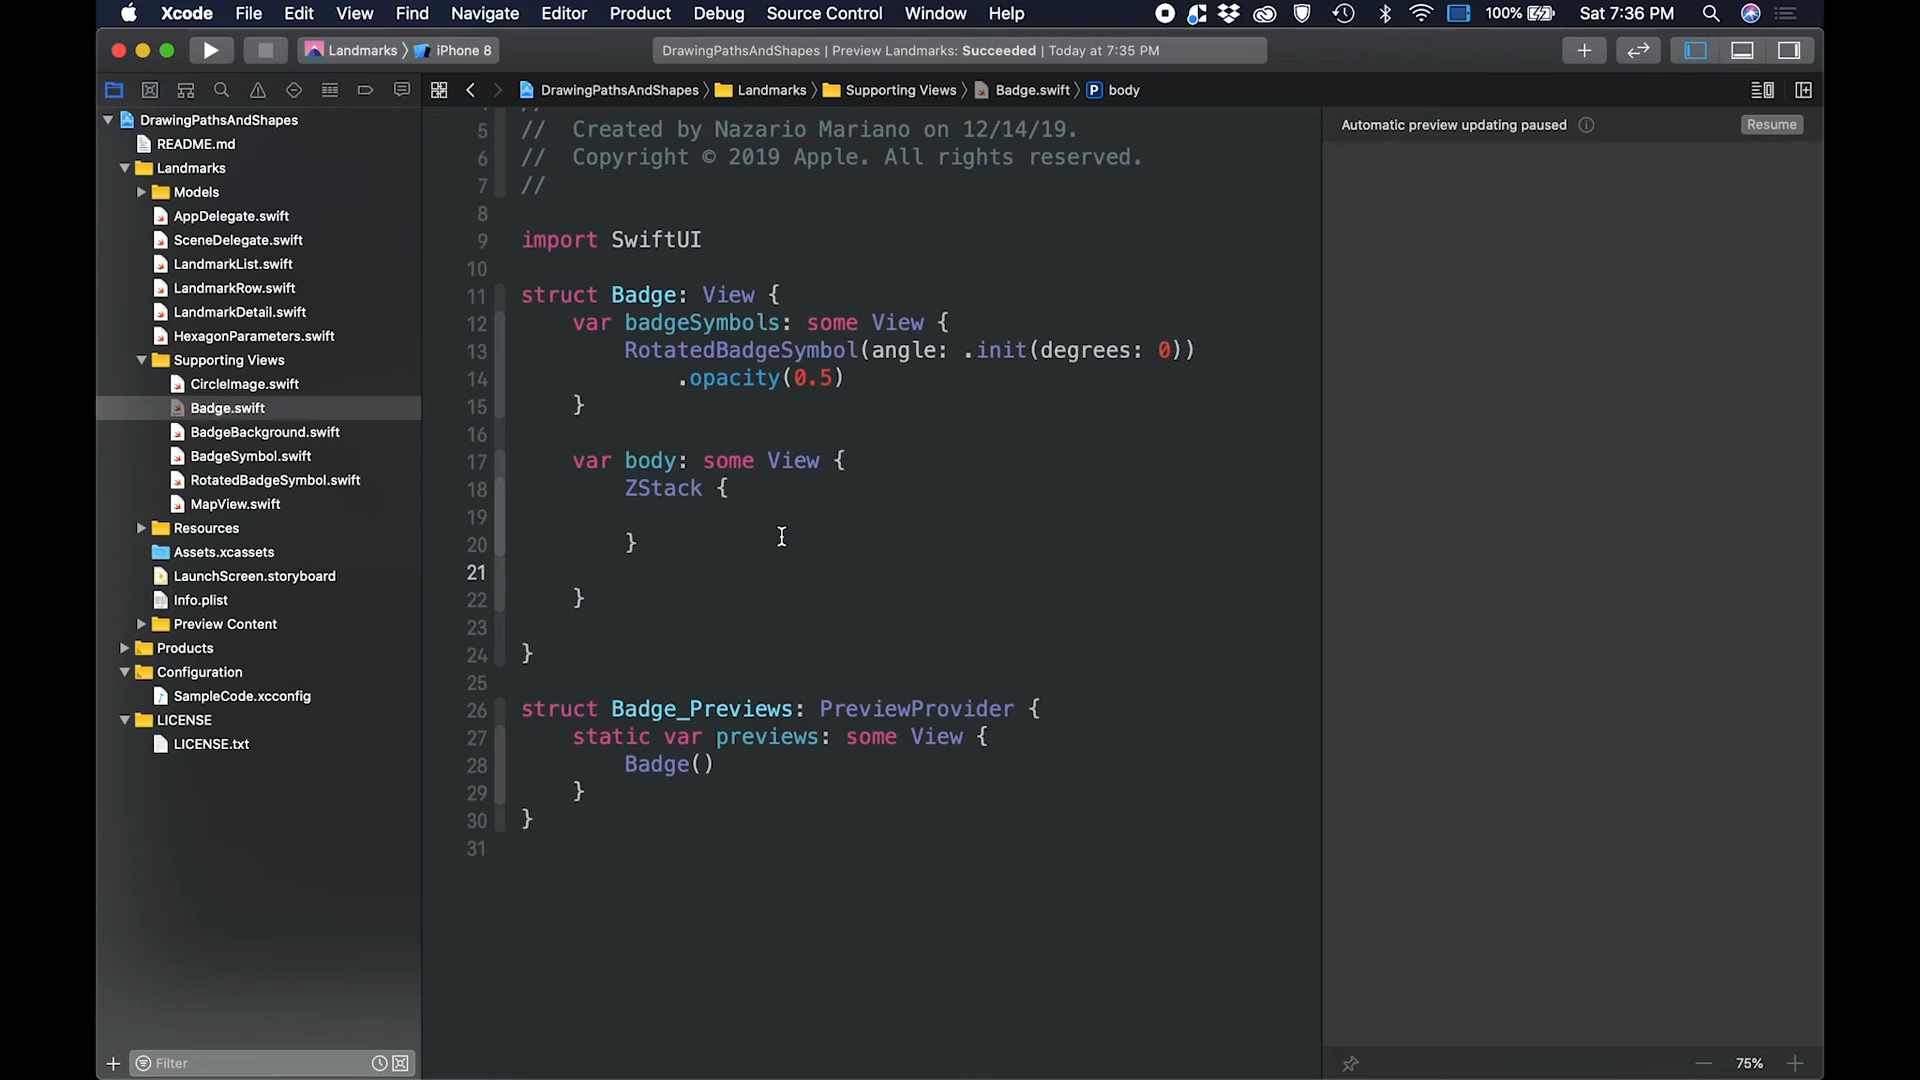 Xcode File Edit View Find Navigate Editor Product Debug Source Control Window Help 100% Sat 7:36 PM
Landmarks iPhone 8 DrawingPathsAndShapes | Preview Landmarks: Succeeded | Today at 7:35 PM
DrawingPathsAndShapes Landmarks Supporting Views Badge.swift P body
DrawingPathsAndShapes
README.md
Landmarks
Models
AppDelegate.swift
SceneDelegate.swift
LandmarkList.swift
LandmarkRow.swift
LandmarkDetail.swift
HexagonParameters.swift
Supporting Views
CircleImage.swift
Badge.swift
BadgeBackground.swift
BadgeSymbol.swift
RotatedBadgeSymbol.swift
MapView.swift
Resources
Assets.xcassets
LaunchScreen.storyboard
Info.plist
Preview Content
Products
Configuration
SampleCode.xcconfig
LICENSE
LICENSE.txt
Filter
5 // Created by Nazario Mariano on 12/14/19.
6 // Copyright © 2019 Apple. All rights reserved.
7 //
8
9 import SwiftUI
10
11 struct Badge: View {
12 var badgeSymbols: some View {
13 RotatedBadgeSymbol(angle: .init(degrees: 0))
14 .opacity(0.5)
15 }
16
17 var body: some View {
18 ZStack {
19
20 }
21
22 }
23
24 }
25
26 struct Badge_Previews: PreviewProvider {
27 static var previews: some View {
28 Badge()
29 }
30 }
31
Automatic preview updating paused Resume
75%